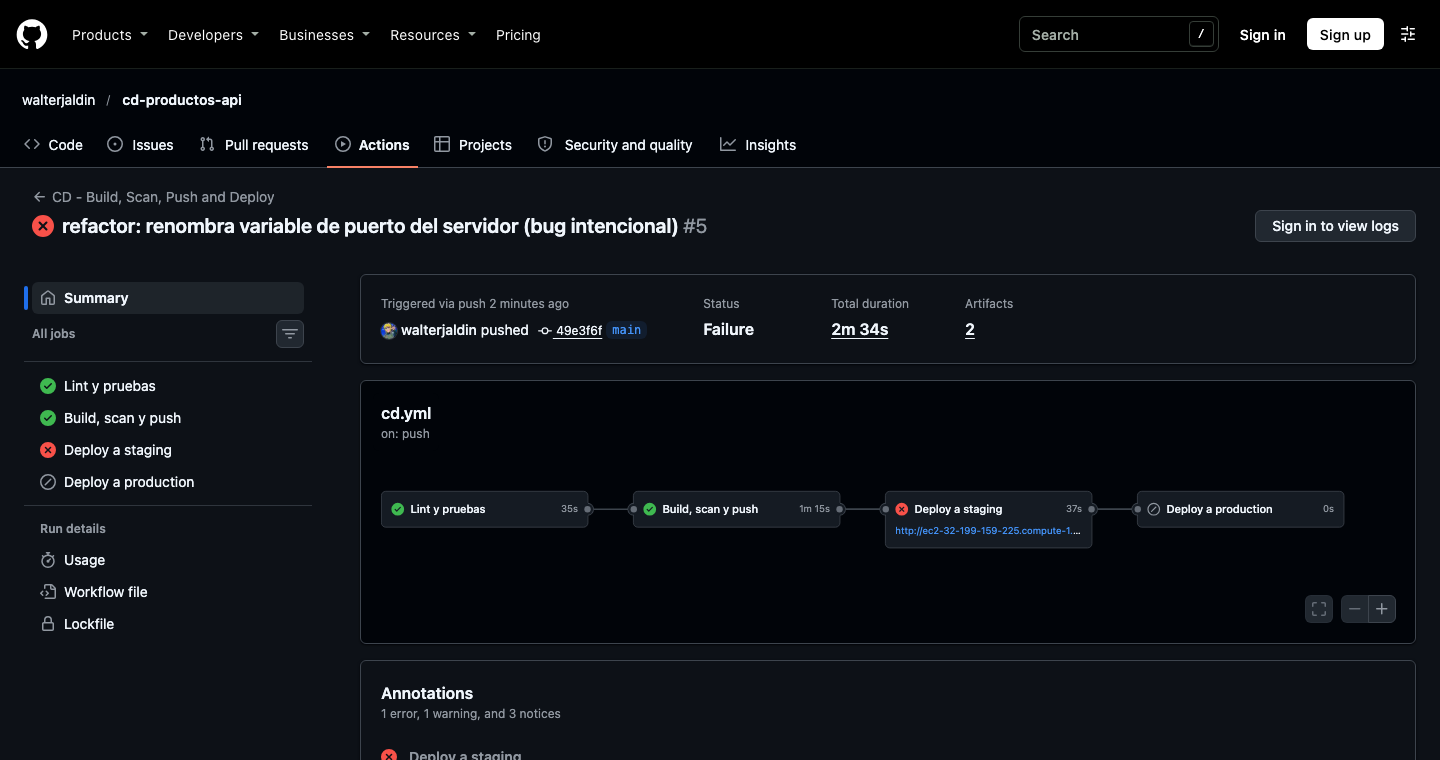 Products Developers Businesses Resources Pricing Search / Sign in Sign up
walterjaldin / cd-productos-api
Code Issues Pull requests Actions Projects Security and quality Insights
CD - Build, Scan, Push and Deploy
refactor: renombra variable de puerto del servidor (bug intencional) #5
Sign in to view logs
Summary
All jobs
Lint y pruebas
Build, scan y push
Deploy a staging
Deploy a production
Run details
Usage
Workflow file
Lockfile
Triggered via push 2 minutes ago
walterjaldin pushed 49e3f6f main
Status
Failure
Total duration
2m 34s
Artifacts
2
cd.yml
on: push
Lint y pruebas 35s
Build, scan y push 1m 15s
Deploy a staging 37s
http://ec2-32-199-159-225.compute-1....
Deploy a production 0s
Annotations
1 error, 1 warning, and 3 notices
Deploy a staging